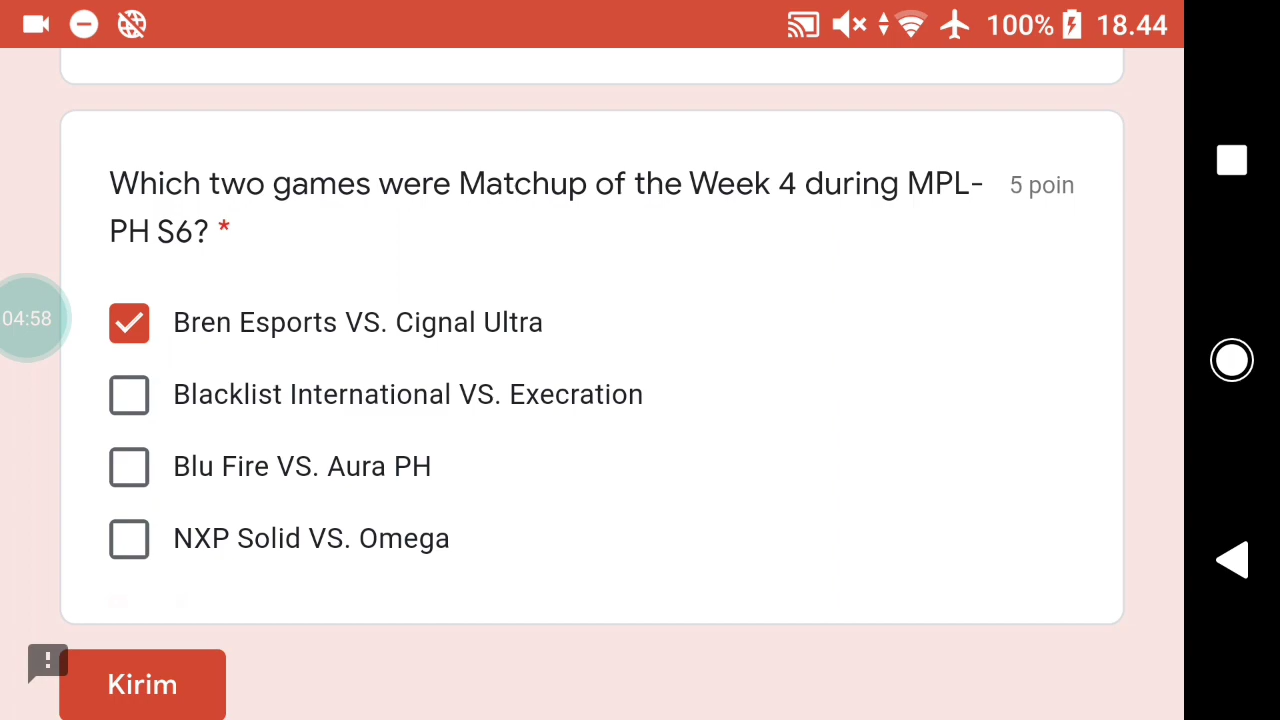 100% 18.44
Which two games were Matchup of the Week 4 during MPL-
PH S6? *
5 poin
04:58
Bren Esports VS. Cignal Ultra
Blacklist International VS. Execration
Blu Fire VS. Aura PH
NXP Solid VS. Omega
Kirim